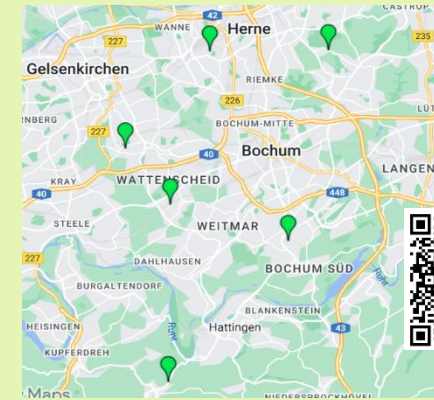 CASTROP
42
WANNE
Herne
227
235
Gelsenkirchen
RIEMKE
226
BOCHUM-MITTE
227
40
Bochum
KRAY
WATTENSCHEID
LANGEN
40
448
STEELE
WEITMAR
227
DAHLHAUSEN
BOCHUM SÜD
Ruhr
BURGALTENDORF
BLANKENSTEIN
HEISINGEN
Ruhr
Hattingen
43
KUPFERDREH
Maps
NIEDERSPROCKHÖVEL